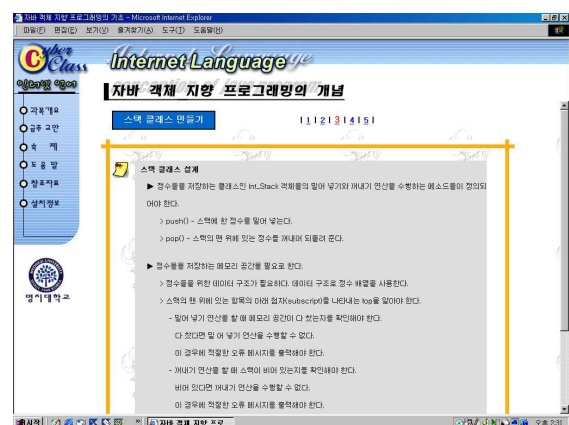 자바 객체 지향 프로그래밍의 기초 - Microsoft Internet Explorer
파일(F) 편집(E) 보기(V) 즐겨찾기(A) 도구(T) 도움말(H)
Cyber Class
Internet Language
인터넷 언어
자바 객체 지향 프로그래밍의 개념
과목개요
금주 교안
숙 제
도 움 말
참조자료
설치정보
명지대학교
스택 클래스 만들기
| 1 | 2 | 3 | 4 | 5 |
스택 클래스 설계
▶ 정수들을 저장하는 클래스인 Int_Stack 객체들의 밀어 넣기와 꺼내기 연산을 수행하는 메소드들이 정의되
어야 한다.
> push() - 스택에 한 정수를 밀어 넣는다.
> pop() - 스택의 맨 위에 있는 정수를 꺼내어 되돌려 준다.
▶ 정수들을 저장하는 메모리 공간을 필요로 한다.
> 정수들을 위한 데이터 구조가 필요하다. 데이터 구조로 정수 배열을 사용한다.
> 스택의 맨 위에 있는 항목의 아래 첨자(subscript)를 나타내는 top을 알아야 한다.
- 밀어 넣기 연산을 할 때 메모리 공간이 다 찼는지를 확인해야 한다.
다 찼다면 밀 어 넣기 연산을 수행할 수 없다.
이 경우에 적절한 오류 메시지를 출력해야 한다.
- 꺼내기 연산을 할 때 스택이 비어 있는지를 확인해야 한다.
비어 있다면 꺼내기 연산을 수행할 수 없다.
이 경우에 적절한 오류 메시지를 출력해야 한다.
시작
자바 객체 지향 프로
오후 2:31